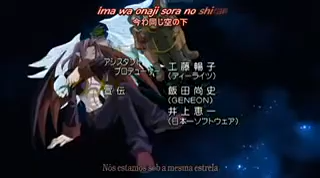 ima wa onaji sora no shita
今わ同じ空の下
アシスタント
プロデューサー
工藤暢子
(ディーライツ)
宣伝
飯田尚史
(GENEON)
井上恵一
(日本一ソフトウェア)
Nós estamos sob a mesma estrela